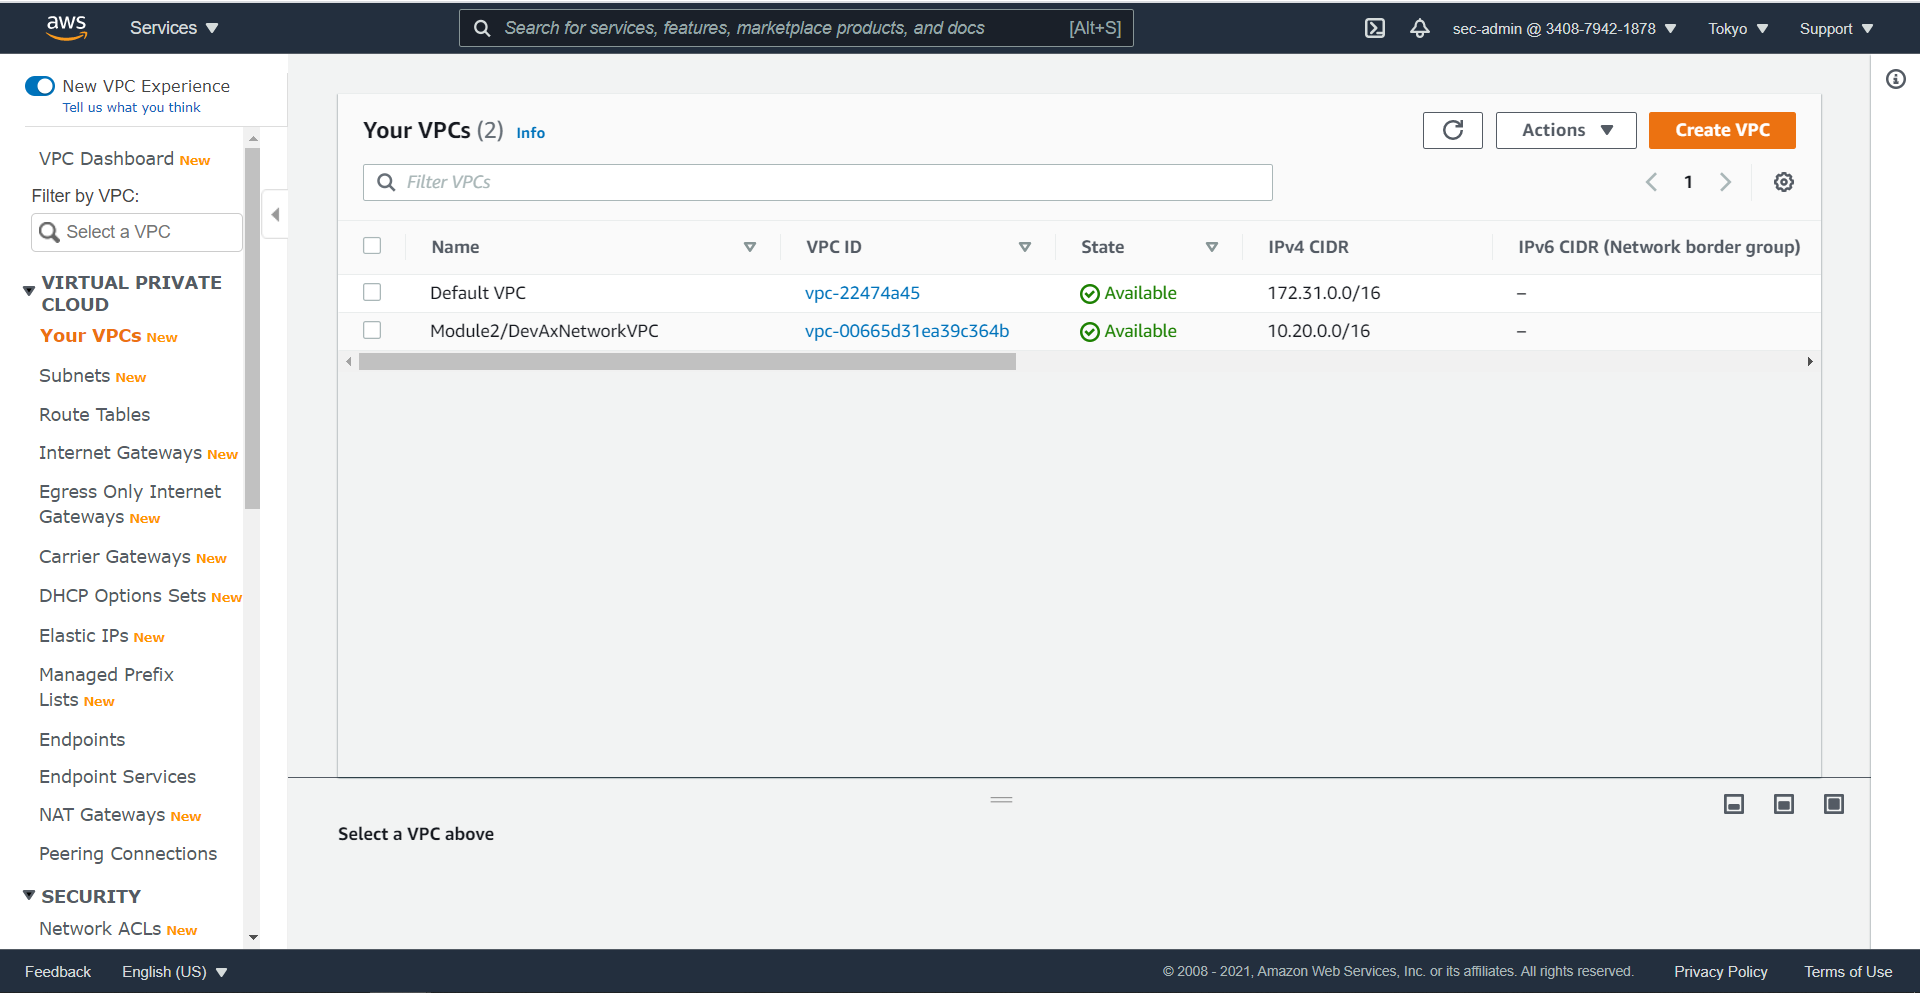 aws
Services
Search for services, features, marketplace products, and docs
[Alt+S]
sec-admin @ 3408-7942-1878
Tokyo
Support
New VPC Experience
Tell us what you think
VPC Dashboard New
Filter by VPC:
Select a VPC
VIRTUAL PRIVATE
CLOUD
Your VPCs New
Subnets New
Route Tables
Internet Gateways New
Egress Only Internet
Gateways New
Carrier Gateways New
DHCP Options Sets New
Elastic IPs New
Managed Prefix
Lists New
Endpoints
Endpoint Services
NAT Gateways New
Peering Connections
SECURITY
Network ACLs New
Your VPCs (2) Info
Actions
Create VPC
Filter VPCs
1
Name VPC ID State IPv4 CIDR IPv6 CIDR (Network border group)
Default VPC vpc-22474a45 Available 172.31.0.0/16 –
Module2/DevAxNetworkVPC vpc-00665d31ea39c364b Available 10.20.0.0/16 –
Select a VPC above
Feedback
English (US)
© 2008 - 2021, Amazon Web Services, Inc. or its affiliates. All rights reserved.
Privacy Policy
Terms of Use